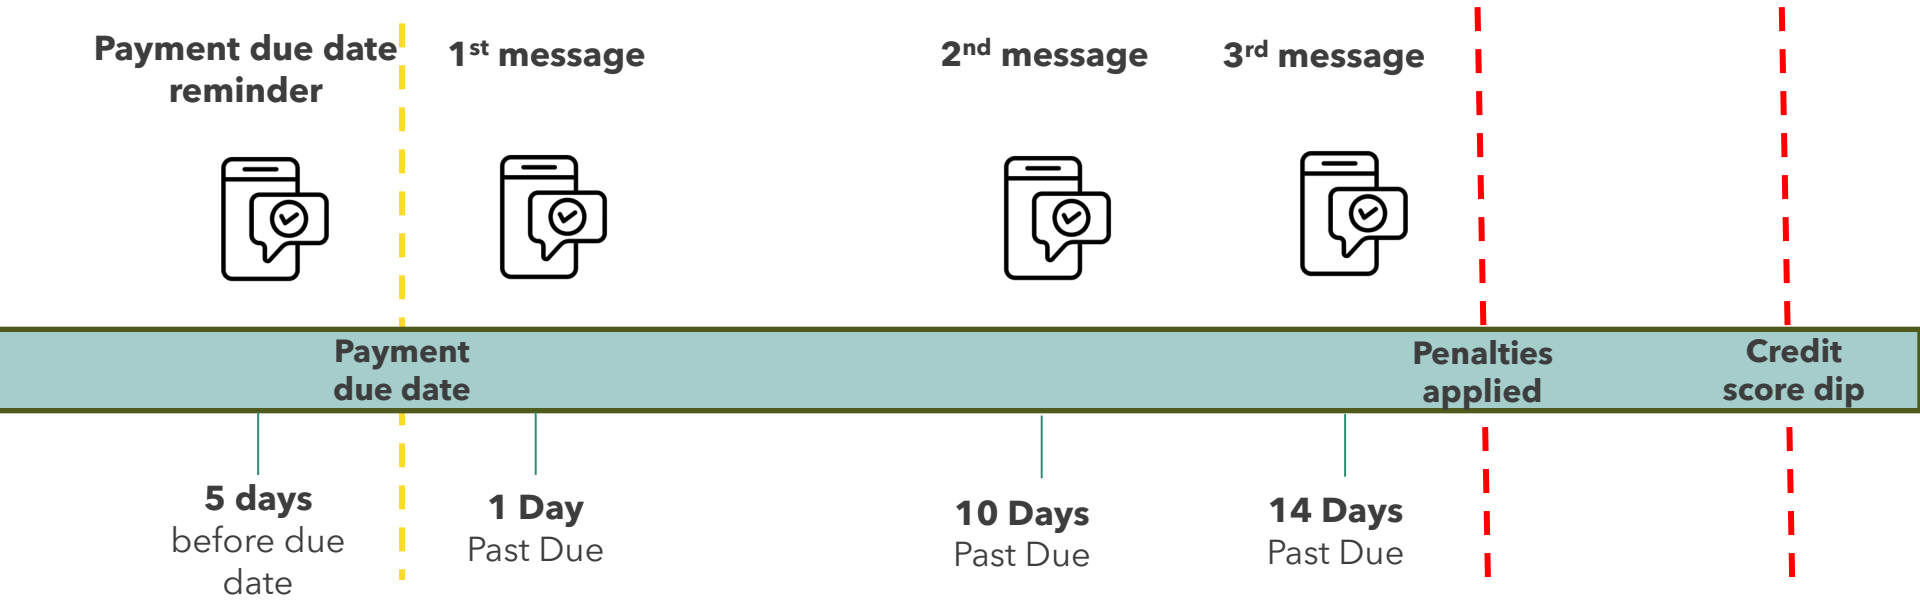 Payment due date
reminder
1st message
2nd message
3rd message
Payment
due date
Penalties
applied
Credit
score dip
5 days
before due
date
1 Day
Past Due
10 Days
Past Due
14 Days
Past Due